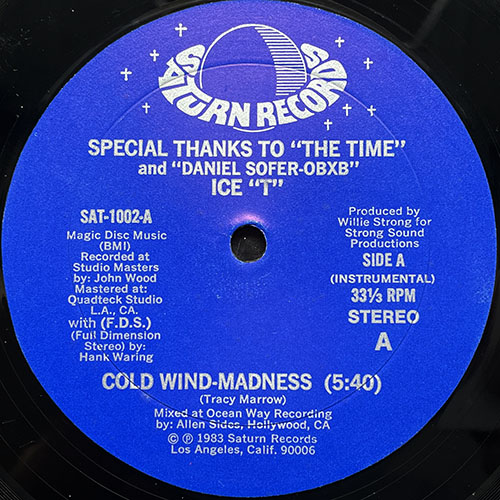 SATURN RECORDS
SPECIAL THANKS TO "THE TIME"
and "DANIEL SOFER-OBXB"
ICE "T"
SAT-1002-A
Magic Disc Music
(BMI)
Recorded at
Studio Masters
by: John Wood
Mastered at:
Quadteck Studio
L.A., CA.
with (F.D.S.)
(Full Dimension
Stereo) by:
Hank Waring
Produced by
Willie Strong for
Strong Sound
Productions
SIDE A
(INSTRUMENTAL)
33⅓ RPM
STEREO
A
COLD WIND-MADNESS (5:40)
(Tracy Marrow)
Mixed at Ocean Way Recording
by: Allen Sides, Hollywood, CA
© ℗ 1983 Saturn Records
Los Angeles, Calif. 90006